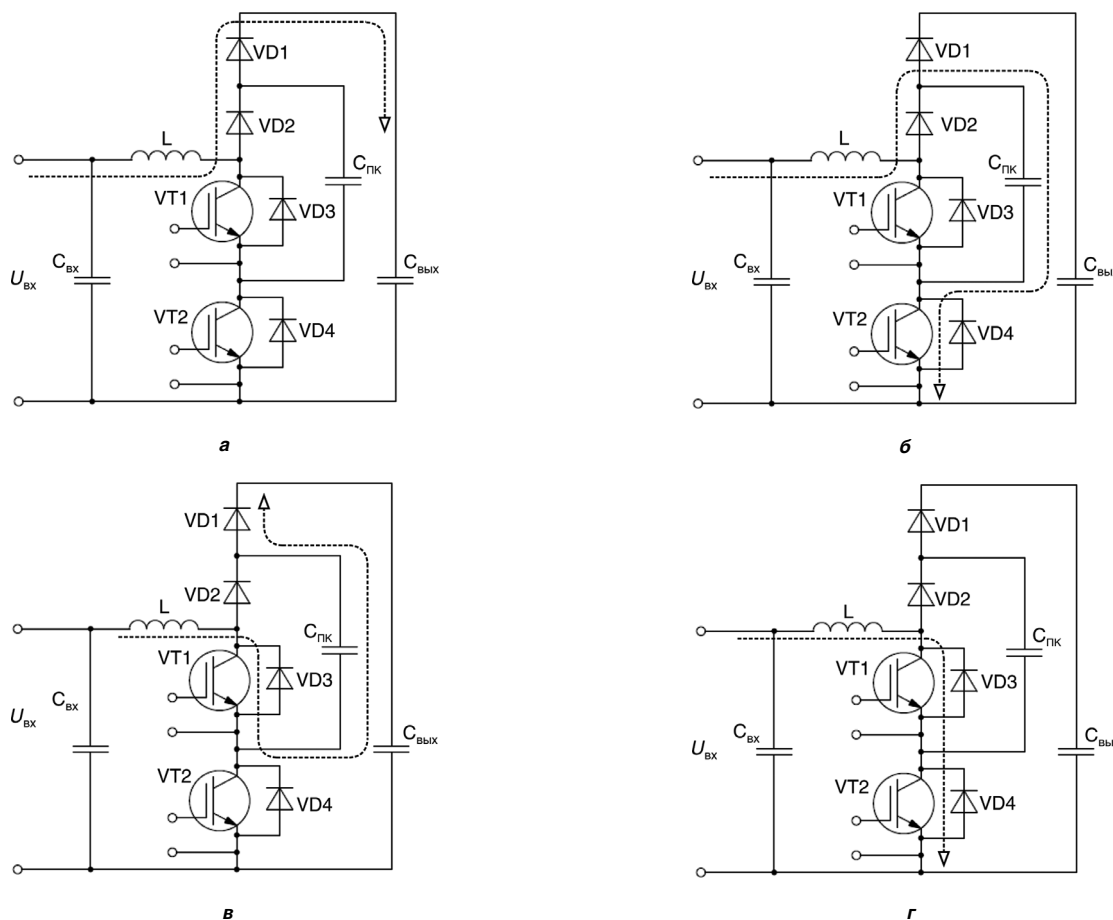 VD1
VD2
L
VT1
VD3
Cпк
Cвх
Uвх
Cвых
VT2
VD4
а
VD1
VD2
L
VT1
VD3
Cпк
Cвх
Uвх
Cвы
VT2
VD4
б
VD1
VD2
L
VT1
VD3
Cпк
Cвх
Uвх
Cвых
VT2
VD4
в
VD1
VD2
L
VT1
VD3
Cпк
Cвх
Uвх
Cвы
VT2
VD4
г